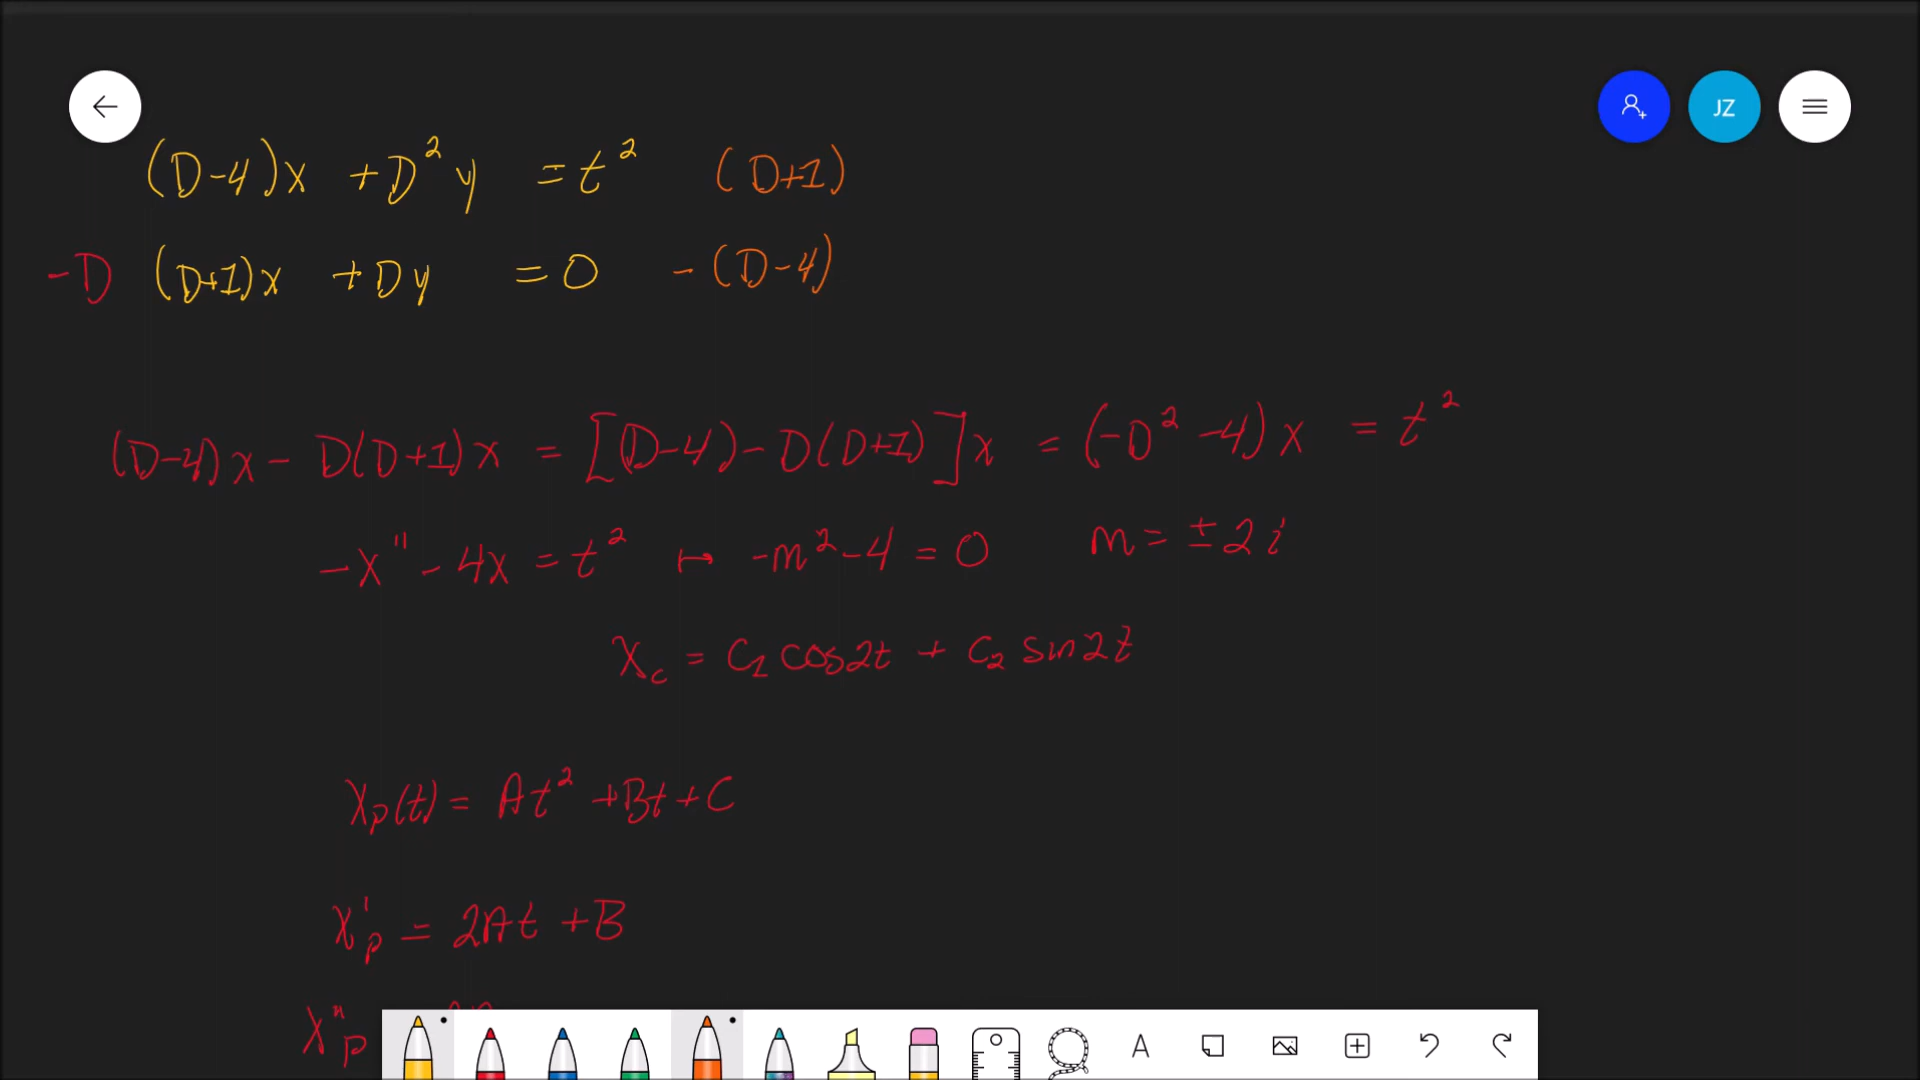 JZ
(D-4)x + D² y = t² (D+1)
-D (D+1)x + Dy = 0 -(D-4)
(D-4)x - D(D+1)x = [(D-4) - D(D+1)]x = (-D² -4)x = t²
-x'' - 4x = t² ↦ -m² -4 = 0 m = ± 2i
x_c = c₁ cos2t + c₂ sin2t
x_p(t) = At² + Bt + C
x'_p = 2At + B
x''_p
A